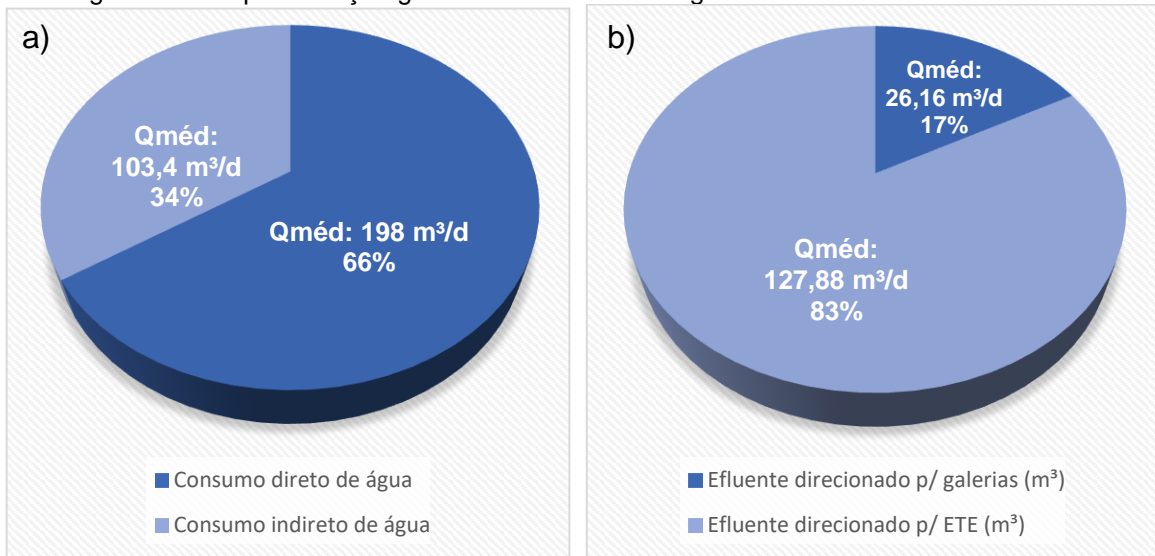 a)
Qméd:
103,4 m³/d
34%
Qméd: 198 m³/d
66%
Consumo direto de água
Consumo indireto de água
b)
Qméd:
26,16 m³/d
17%
Qméd:
127,88 m³/d
83%
Efluente direcionado p/ galerias (m³)
Efluente direcionado p/ ETE (m³)